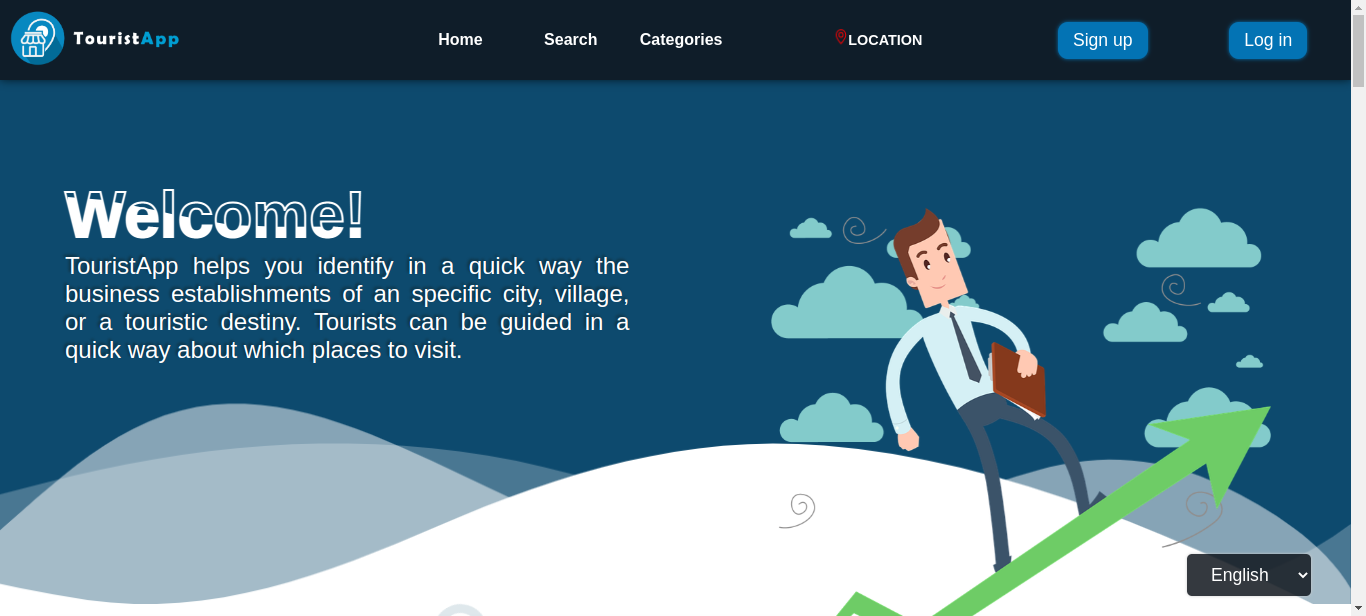 TouristApp
Home
Search
Categories
LOCATION
Sign up
Log in
Welcome!
TouristApp helps you identify in a quick way the
business establishments of an specific city, village,
or a touristic destiny. Tourists can be guided in a
quick way about which places to visit.
English